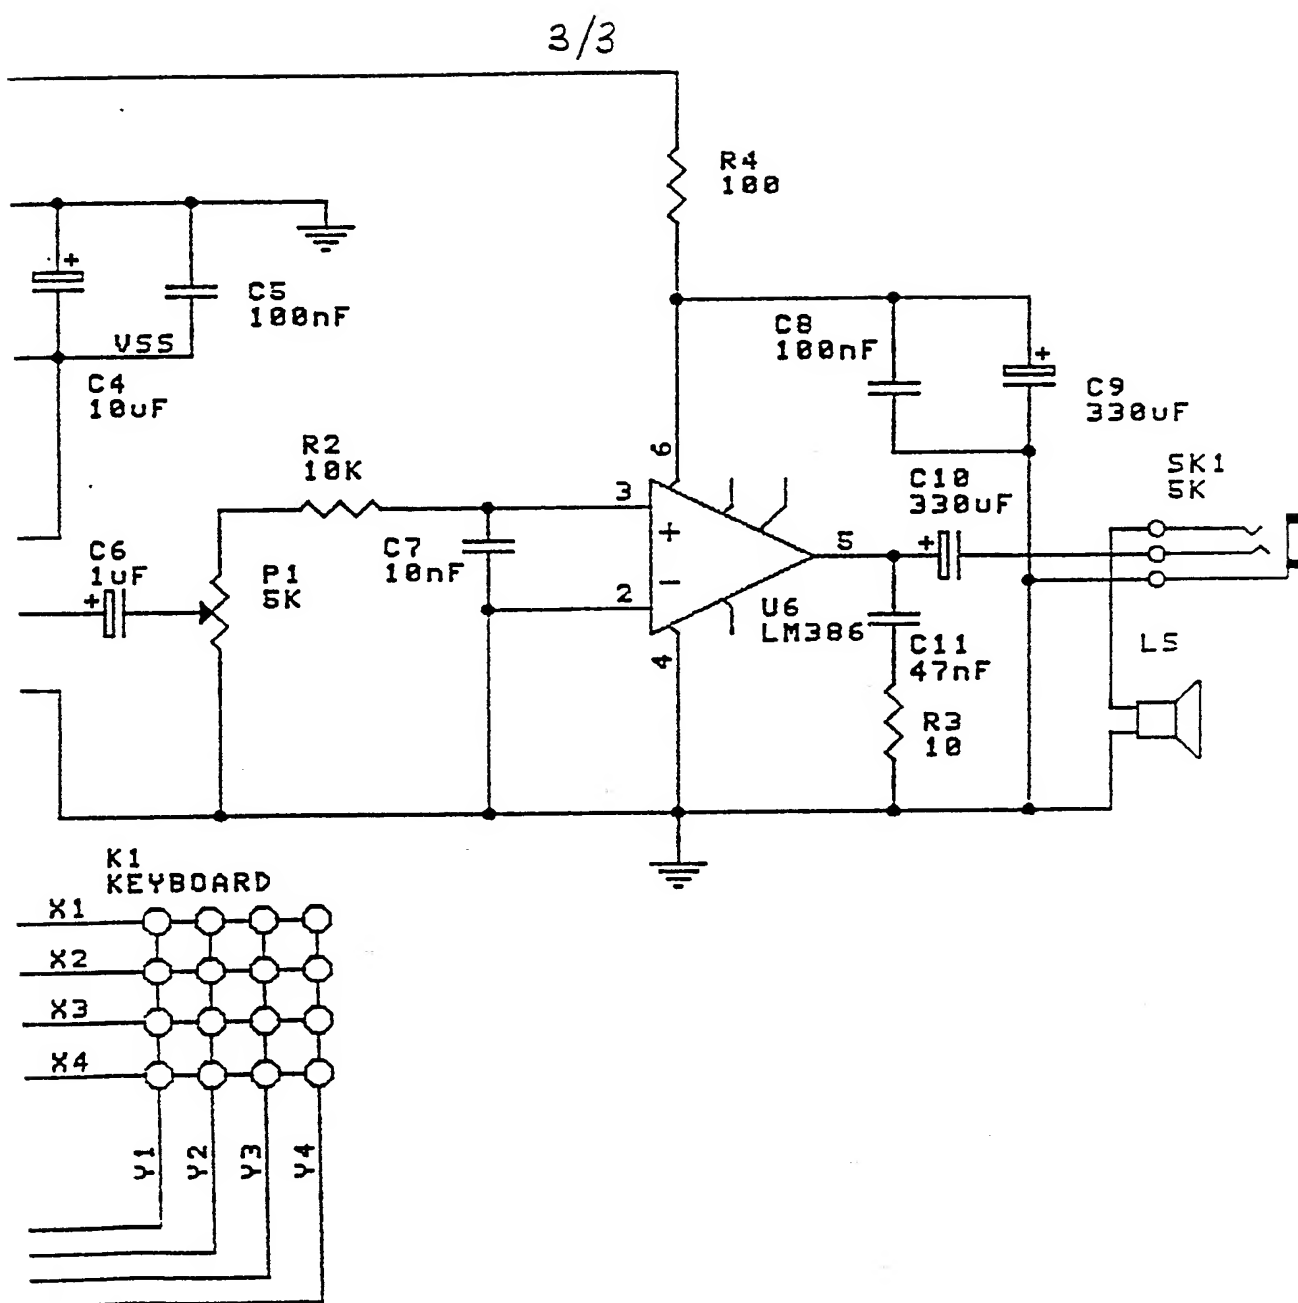 3/3
R4
100
+
C5
100nF
VSS
C4
10uF
C8
100nF
+
C9
330uF
R2
10K
6
3
C10
330uF
SK1
5K
+
5
+
C7
10nF
C6
1uF
+
P1
5K
−
2
U6
LM386
4
C11
47nF
LS
R3
10
K1
KEYBOARD
X1
X2
X3
X4
Y1
Y2
Y3
Y4